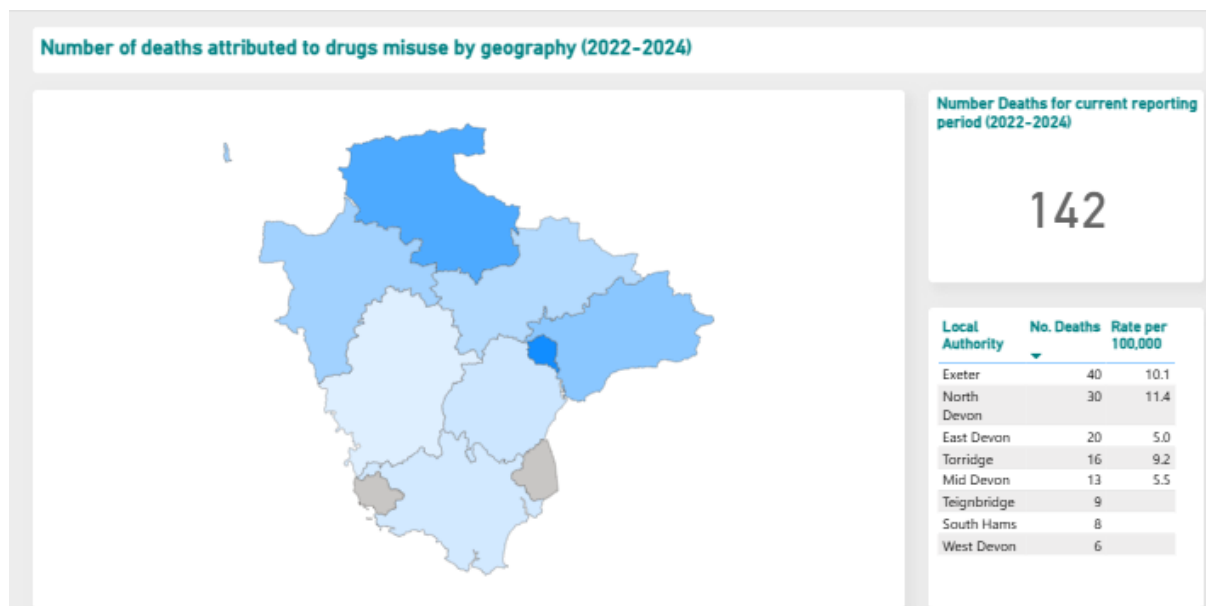 Number of deaths attributed to drugs misuse by geography (2022-2024)
Number Deaths for current reporting
period (2022-2024)
142
Local No. Deaths Rate per
Authority 100,000
Exeter 40 10.1
North 30 11.4
Devon
East Devon 20 5.0
Torridge 16 9.2
Mid Devon 13 5.5
Teignbridge 9
South Hams 8
West Devon 6